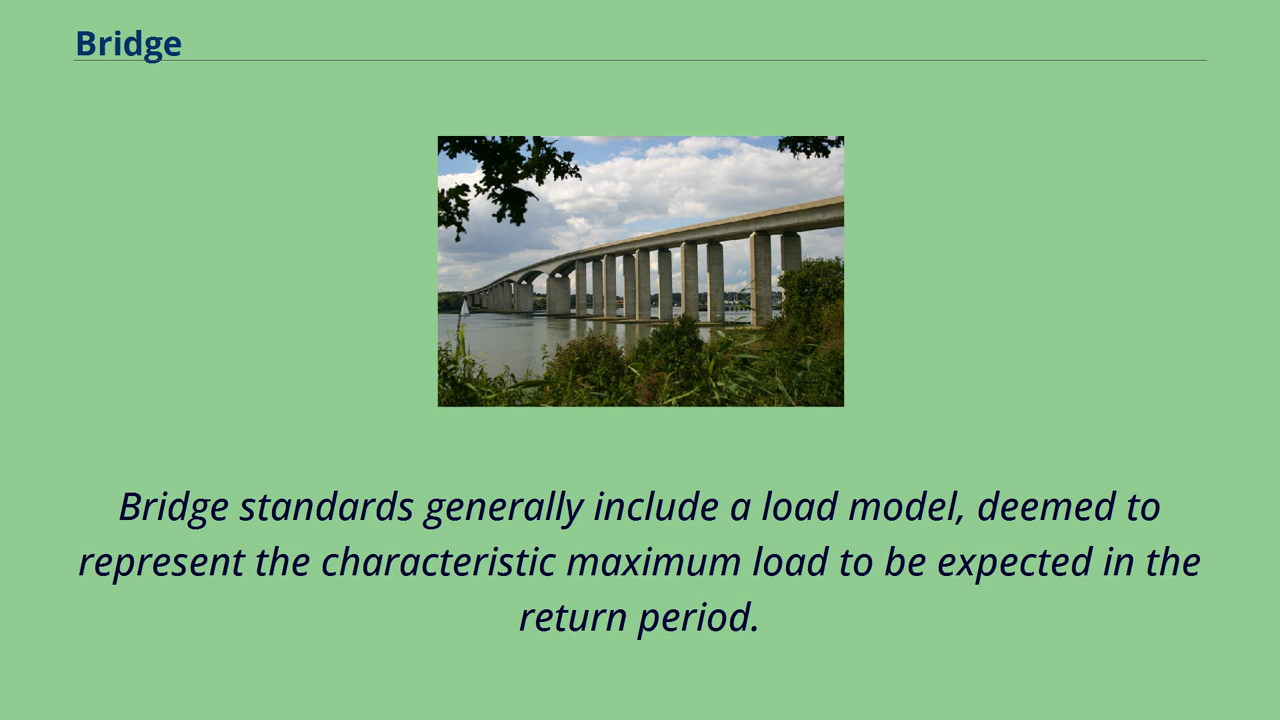 Bridge
Bridge standards generally include a load model, deemed to
represent the characteristic maximum load to be expected in the
return period.